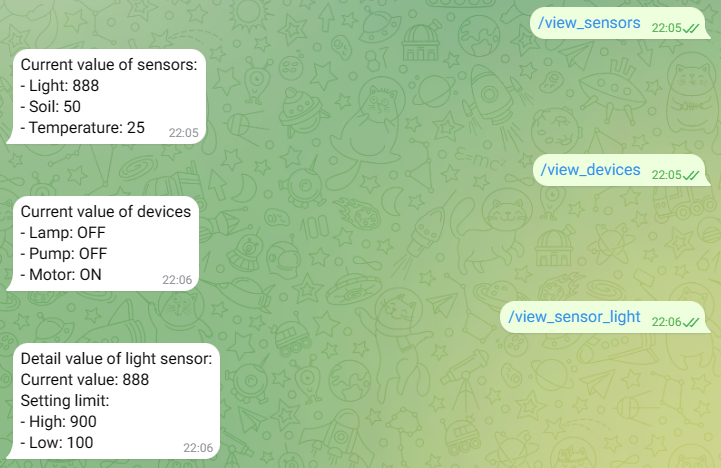 /view_sensors 22:05
Current value of sensors:
- Light: 888
- Soil: 50
- Temperature: 25 22:05
/view_devices 22:05
Current value of devices
- Lamp: OFF
- Pump: OFF
- Motor: ON 22:06
/view_sensor_light 22:06
Detail value of light sensor:
Current value: 888
Setting limit:
- High: 900
- Low: 100 22:06